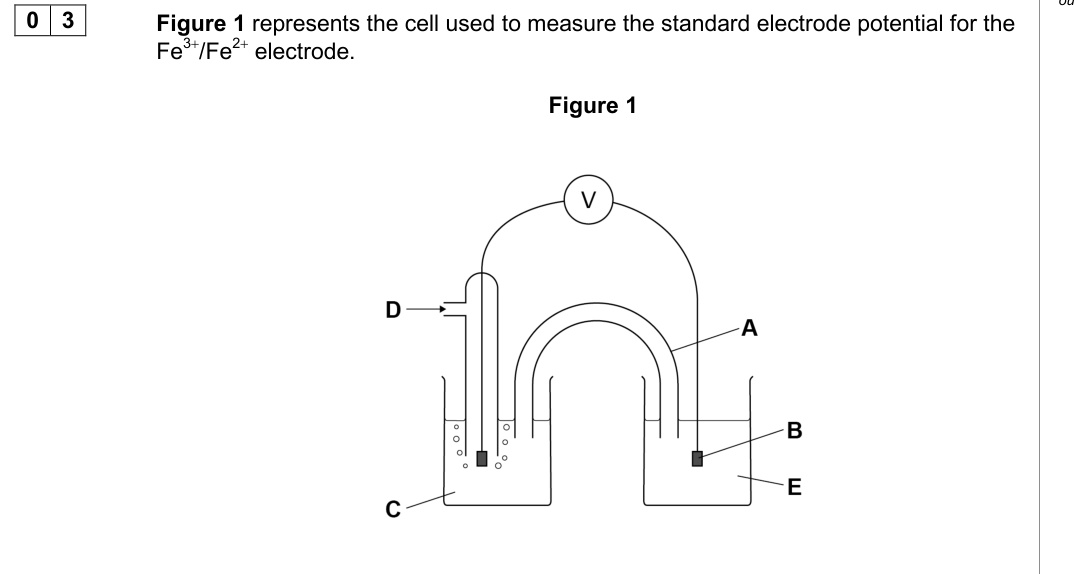 0 3
Figure 1 represents the cell used to measure the standard electrode potential for the
Fe³⁺/Fe²⁺ electrode.
Figure 1
V
D
A
B
E
C